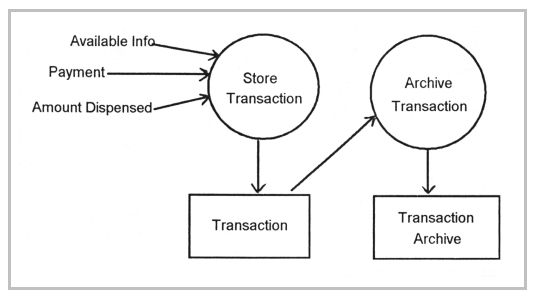 Available Info
Payment
Amount Dispensed
Store
Transaction
Archive
Transaction
Transaction
Transaction
Archive